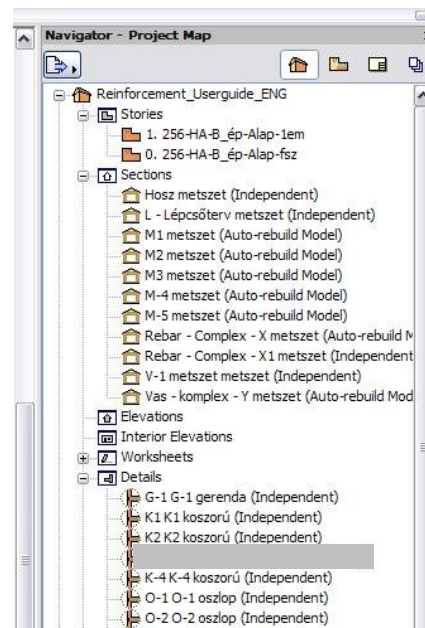 Navigator - Project Map
Reinforcement_Userguide_ENG
Stories
1. 256-HA-B_ép-Alap-1em
0. 256-HA-B_ép-Alap-fsz
Sections
Hosz metszet (Independent)
L - Lépcsőterv metszet (Independent)
M1 metszet (Auto-rebuild Model)
M2 metszet (Auto-rebuild Model)
M3 metszet (Auto-rebuild Model)
M-4 metszet (Auto-rebuild Model)
M-5 metszet (Auto-rebuild Model)
Rebar - Complex - X metszet (Auto-rebuild M
Rebar - Complex - X1 metszet (Independent
V-1 metszet metszet (Independent)
Vas - komplex - Y metszet (Auto-rebuild Mod
Elevations
Interior Elevations
Worksheets
Details
G-1 G-1 gerenda (Independent)
K1 K1 koszorú (Independent)
K2 K2 koszorú (Independent)
K-4 K-4 koszorú (Independent)
O-1 O-1 oszlop (Independent)
O-2 O-2 oszlop (Independent)